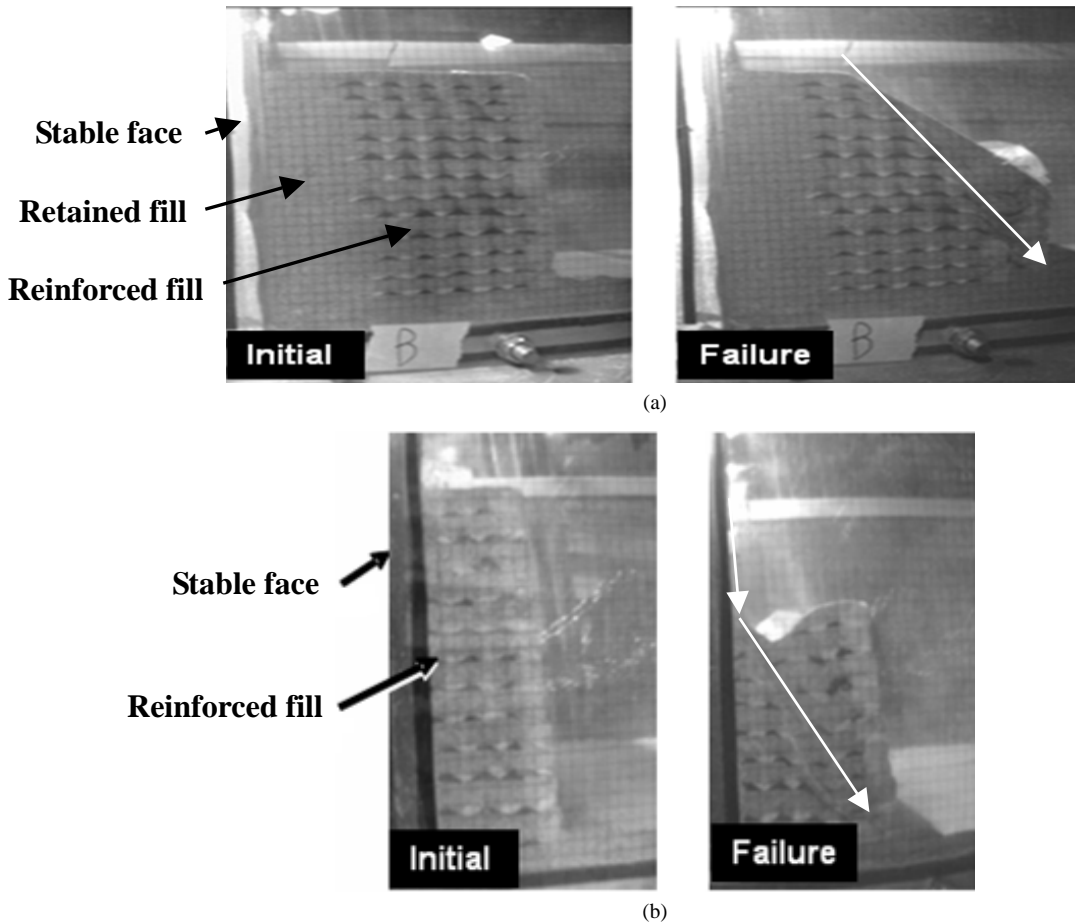 Stable face
Retained fill
Reinforced fill
Initial
B
Failure
B
(a)
Stable face
Reinforced fill
Initial
Failure
(b)